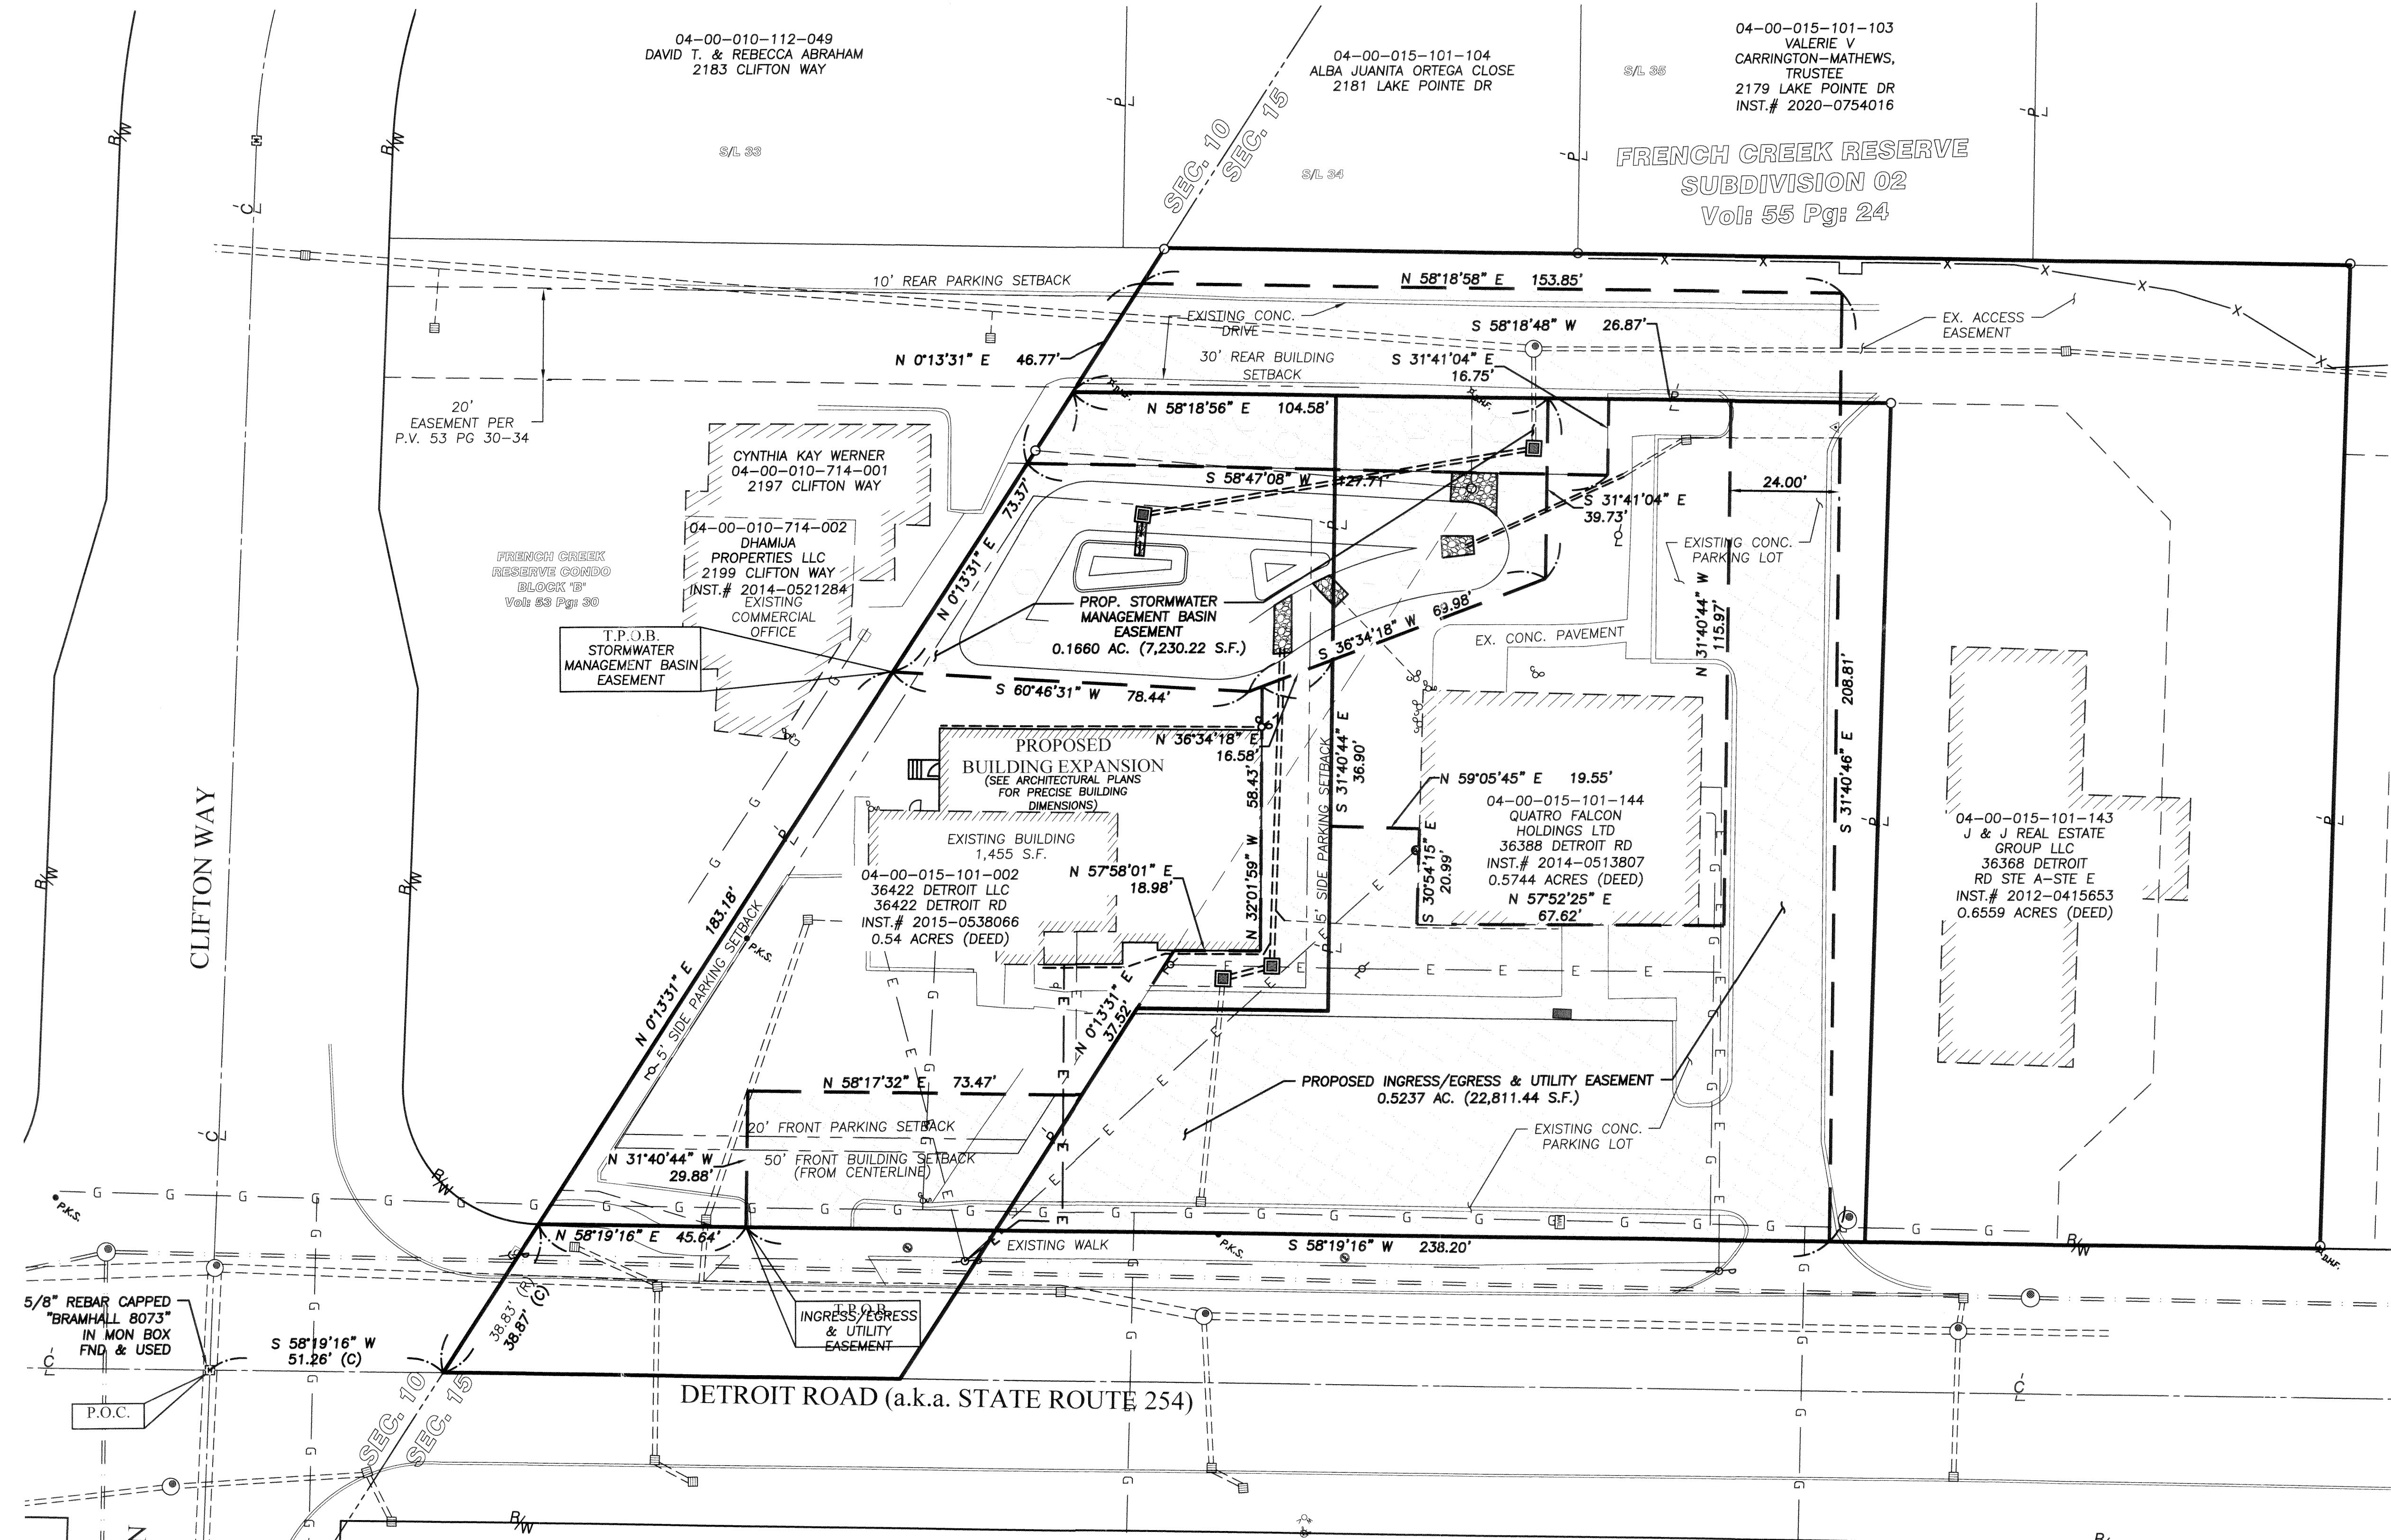 04-00-010-112-049
DAVID T. & REBECCA ABRAHAM
2183 CLIFTON WAY
04-00-015-101-104
ALBA JUANITA ORTEGA CLOSE
2181 LAKE POINTE DR
04-00-015-101-103
VALERIE V
CARRINGTON-MATHEWS,
TRUSTEE
2179 LAKE POINTE DR
INST.# 2020-0754016
S/L 33
S/L 34
S/L 35
SEC. 10
SEC. 15
FRENCH CREEK RESERVE
SUBDIVISION 02
Vol: 55 Pg: 24
R/W
R/W
10' REAR PARKING SETBACK
N 58°18'58" E 153.85'
EXISTING CONC.
DRIVE
S 58°18'48" W 26.87'
EX. ACCESS
EASEMENT
N 0°13'31" E 46.77'
30' REAR BUILDING
SETBACK
S 31°41'04" E
16.75'
N 58°18'56" E 104.58'
20'
EASEMENT PER
P.V. 53 PG 30-34
CYNTHIA KAY WERNER
04-00-010-714-001
2197 CLIFTON WAY
04-00-010-714-002
DHAMIJA
PROPERTIES LLC
2199 CLIFTON WAY
INST.# 2014-0521284
EXISTING
COMMERCIAL
OFFICE
FRENCH CREEK
RESERVE CONDO
BLOCK "B"
Vol: 53 Pg: 30
S 58°47'08" W 127.71'
N 0°13'31" E 73.37'
S 31°41'04" E
39.73'
24.00'
EXISTING CONC.
PARKING LOT
PROP. STORMWATER
MANAGEMENT BASIN
EASEMENT
0.1660 AC. (7,230.22 S.F.)
T.P.O.B.
STORMWATER
MANAGEMENT BASIN
EASEMENT
S 36°34'18" W 69.98'
EX. CONC. PAVEMENT
N 31°40'44" W
115.97'
S 31°40'46" E 208.81'
S 60°46'31" W 78.44'
N 36°34'18" E
16.58'
PROPOSED
BUILDING EXPANSION
(SEE ARCHITECTURAL PLANS
FOR PRECISE BUILDING
DIMENSIONS)
N 32°01'59" W 58.43'
S 31°40'44" E
36.90'
5' SIDE PARKING SETBACK
N 59°05'45" E 19.55'
04-00-015-101-144
QUATRO FALCON
HOLDINGS LTD
36388 DETROIT RD
INST.# 2014-0513807
0.5744 ACRES (DEED)
N 57°52'25" E
67.62'
S 30°54'15" E
20.99'
EXISTING BUILDING
1,455 S.F.
04-00-015-101-002
36422 DETROIT LLC
36422 DETROIT RD
INST.# 2015-0538066
0.54 ACRES (DEED)
N 57°58'01" E
18.98'
04-00-015-101-143
J & J REAL ESTATE
GROUP LLC
36368 DETROIT
RD STE A-STE E
INST.# 2012-0415653
0.6559 ACRES (DEED)
CLIFTON WAY
R/W
R/W
N 0°13'31" E 183.18'
5' SIDE PARKING SETBACK
P.K.S.
N 0°13'31" E
37.52'
N 58°17'32" E 73.47'
PROPOSED INGRESS/EGRESS & UTILITY EASEMENT
0.5237 AC. (22,811.44 S.F.)
20' FRONT PARKING SETBACK
50' FRONT BUILDING SETBACK
(FROM CENTERLINE)
N 31°40'44" W
29.88'
EXISTING CONC.
PARKING LOT
R/W
P.K.S.
N 58°19'16" E 45.64'
EXISTING WALK
P.K.S.
S 58°19'16" W 238.20'
R/W
D.H.F.
5/8" REBAR CAPPED
"BRAMHALL 8073"
IN MON BOX
FND & USED
38.83' (R)
38.87' (C)
S 58°19'16" W
51.26' (C)
T.P.O.B.
INGRESS/EGRESS
& UTILITY
EASEMENT
P.O.C.
SEC. 10
SEC. 15
DETROIT ROAD (a.k.a. STATE ROUTE 254)
R/W
N